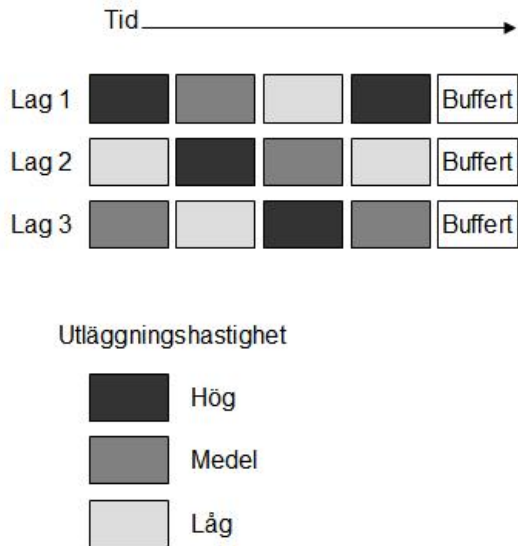 Tid
Lag 1 Buffert
Lag 2 Buffert
Lag 3 Buffert
Utläggningshastighet
Hög
Medel
Låg